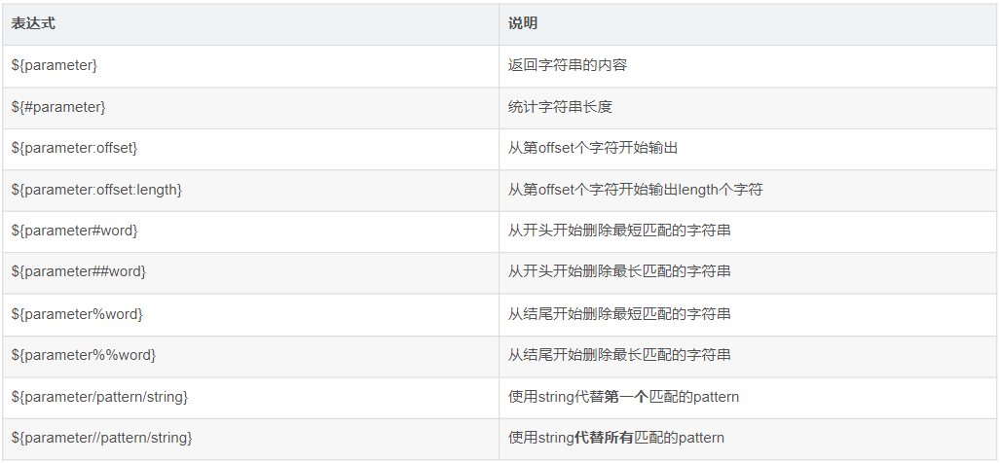 表达式 说明
${parameter} 返回字符串的内容
${#parameter} 统计字符串长度
${parameter:offset} 从第offset个字符开始输出
${parameter:offset:length} 从第offset个字符开始输出length个字符
${parameter#word} 从开头开始删除最短匹配的字符串
${parameter##word} 从开头开始删除最长匹配的字符串
${parameter%word} 从结尾开始删除最短匹配的字符串
${parameter%%word} 从结尾开始删除最长匹配的字符串
${parameter/pattern/string} 使用string代替第一个匹配的pattern
${parameter//pattern/string} 使用string代替所有匹配的pattern